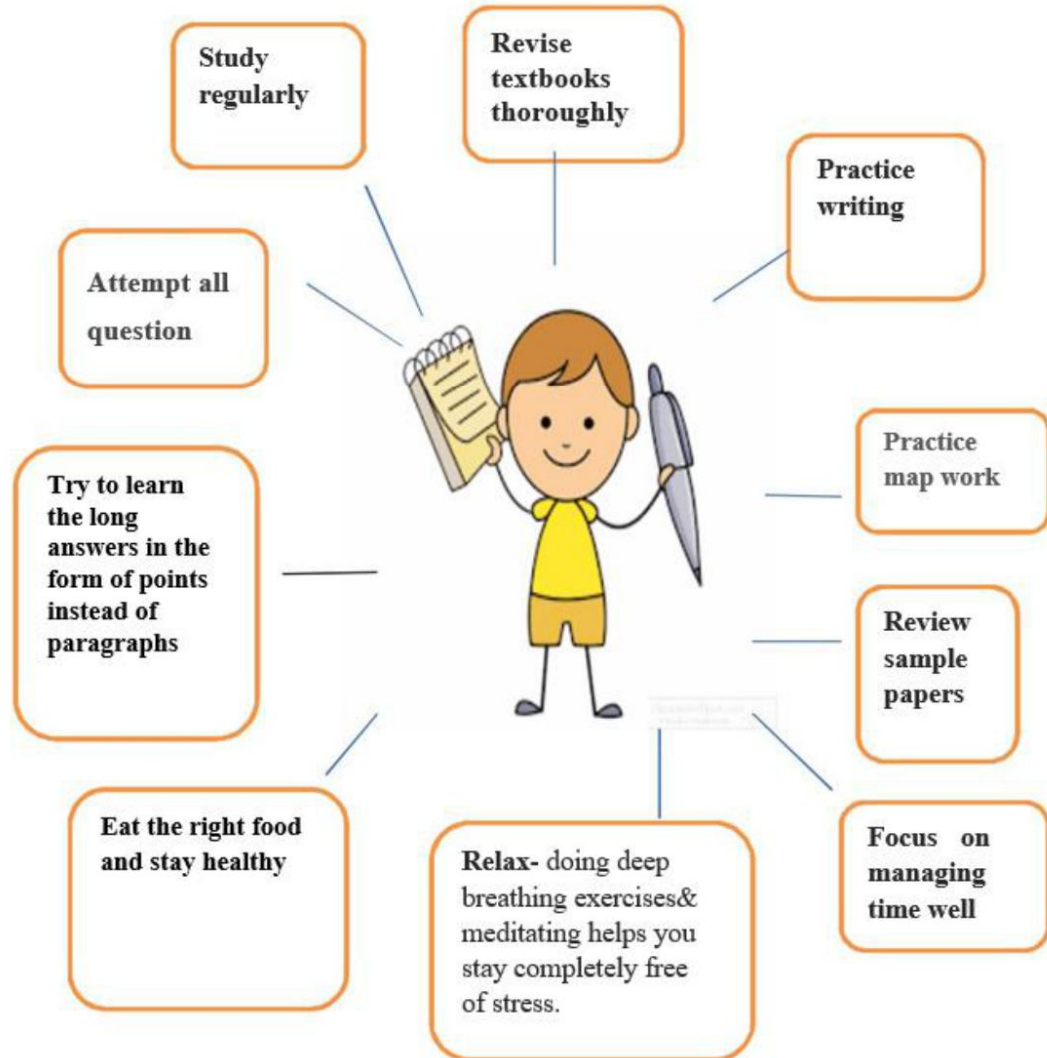 Study
regularly
Revise
textbooks
thoroughly
Practice
writing
Attempt all
question
Practice
map work
Try to learn
the long
answers in the
form of points
instead of
paragraphs
Review
sample
papers
Eat the right food
and stay healthy
Relax- doing deep
breathing exercises&
meditating helps you
stay completely free
of stress.
Focus on
managing
time well